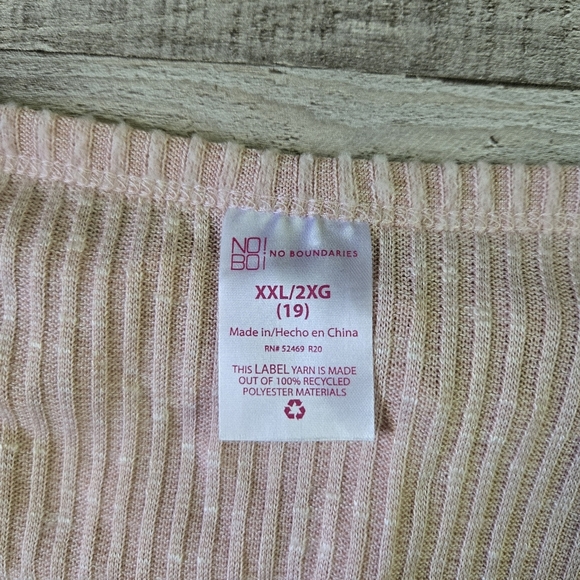 NO!
BO!
NO BOUNDARIES
XXL/2XG
(19)
Made in/Hecho en China
RN# 52469 R20
THIS LABEL YARN IS MADE
OUT OF 100% RECYCLED
POLYESTER MATERIALS